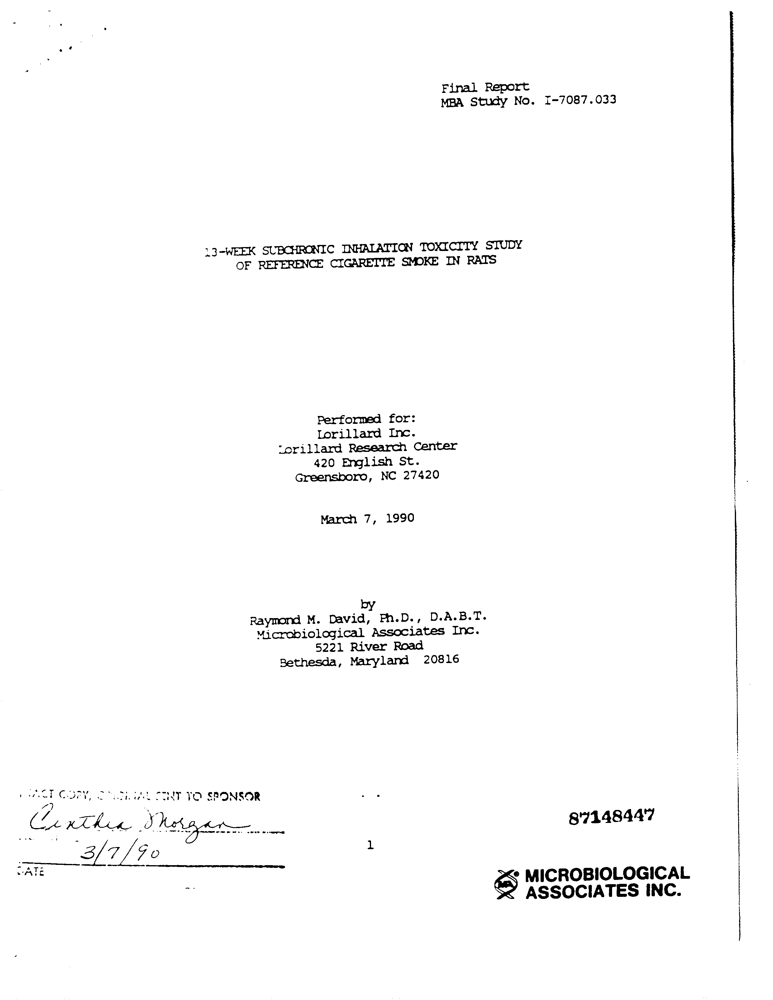 Final Report
MBA Study No. I-7087.033
13-WEEK SUBCHRONIC INHALATION TOXICITY STUDY
OF REFERENCE CIGARETTE SMOKE IN RATS
Performed for:
Lorillard Inc.
Lorillard Research Center
420 English St.
Greensboro, NC 27420
March 7, 1990
by
Raymond M. David, Ph.D., D.A.B.T.
Microbiological Associates Inc.
5221 River Road
Bethesda, Maryland 20816
EXACT COPY, ORIGINAL SENT TO SPONSOR
Cinthia Morgan
3/7/90
DATE
1
87148447
MICROBIOLOGICAL
ASSOCIATES INC.